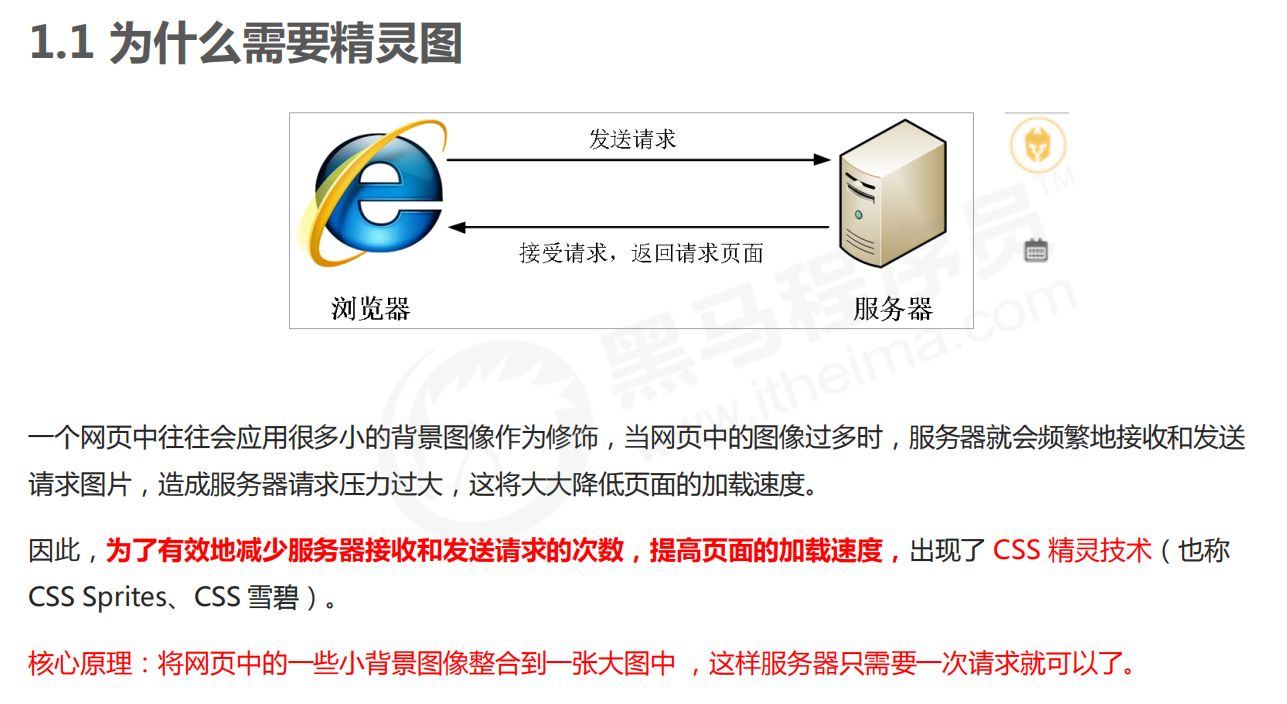 1.1 为什么需要精灵图
发送请求
接受请求，返回请求页面
浏览器
服务器
黑马程序员™
www.itheima.com
一个网页中往往会应用很多小的背景图像作为修饰，当网页中的图像过多时，服务器就会频繁地接收和发送
请求图片，造成服务器请求压力过大，这将大大降低页面的加载速度。
因此，为了有效地减少服务器接收和发送请求的次数，提高页面的加载速度，出现了 CSS 精灵技术（也称
CSS Sprites、CSS 雪碧）。
核心原理：将网页中的一些小背景图像整合到一张大图中 ，这样服务器只需要一次请求就可以了。